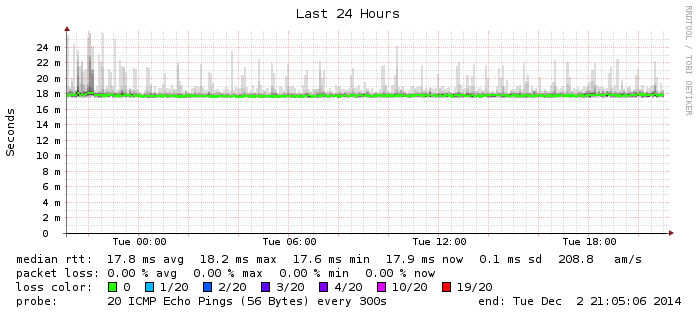 Last 24 Hours
RRDTOOL / TOBI OETIKER
Seconds
24 m
22 m
20 m
18 m
16 m
14 m
12 m
10 m
8 m
6 m
4 m
2 m
0
Tue 00:00 Tue 06:00 Tue 12:00 Tue 18:00
median rtt: 17.8 ms avg 18.2 ms max 17.6 ms min 17.9 ms now 0.1 ms sd 208.8 am/s
packet loss: 0.00 % avg 0.00 % max 0.00 % min 0.00 % now
loss color: 0 1/20 2/20 3/20 4/20 10/20 19/20
probe: 20 ICMP Echo Pings (56 Bytes) every 300s end: Tue Dec 2 21:05:06 2014